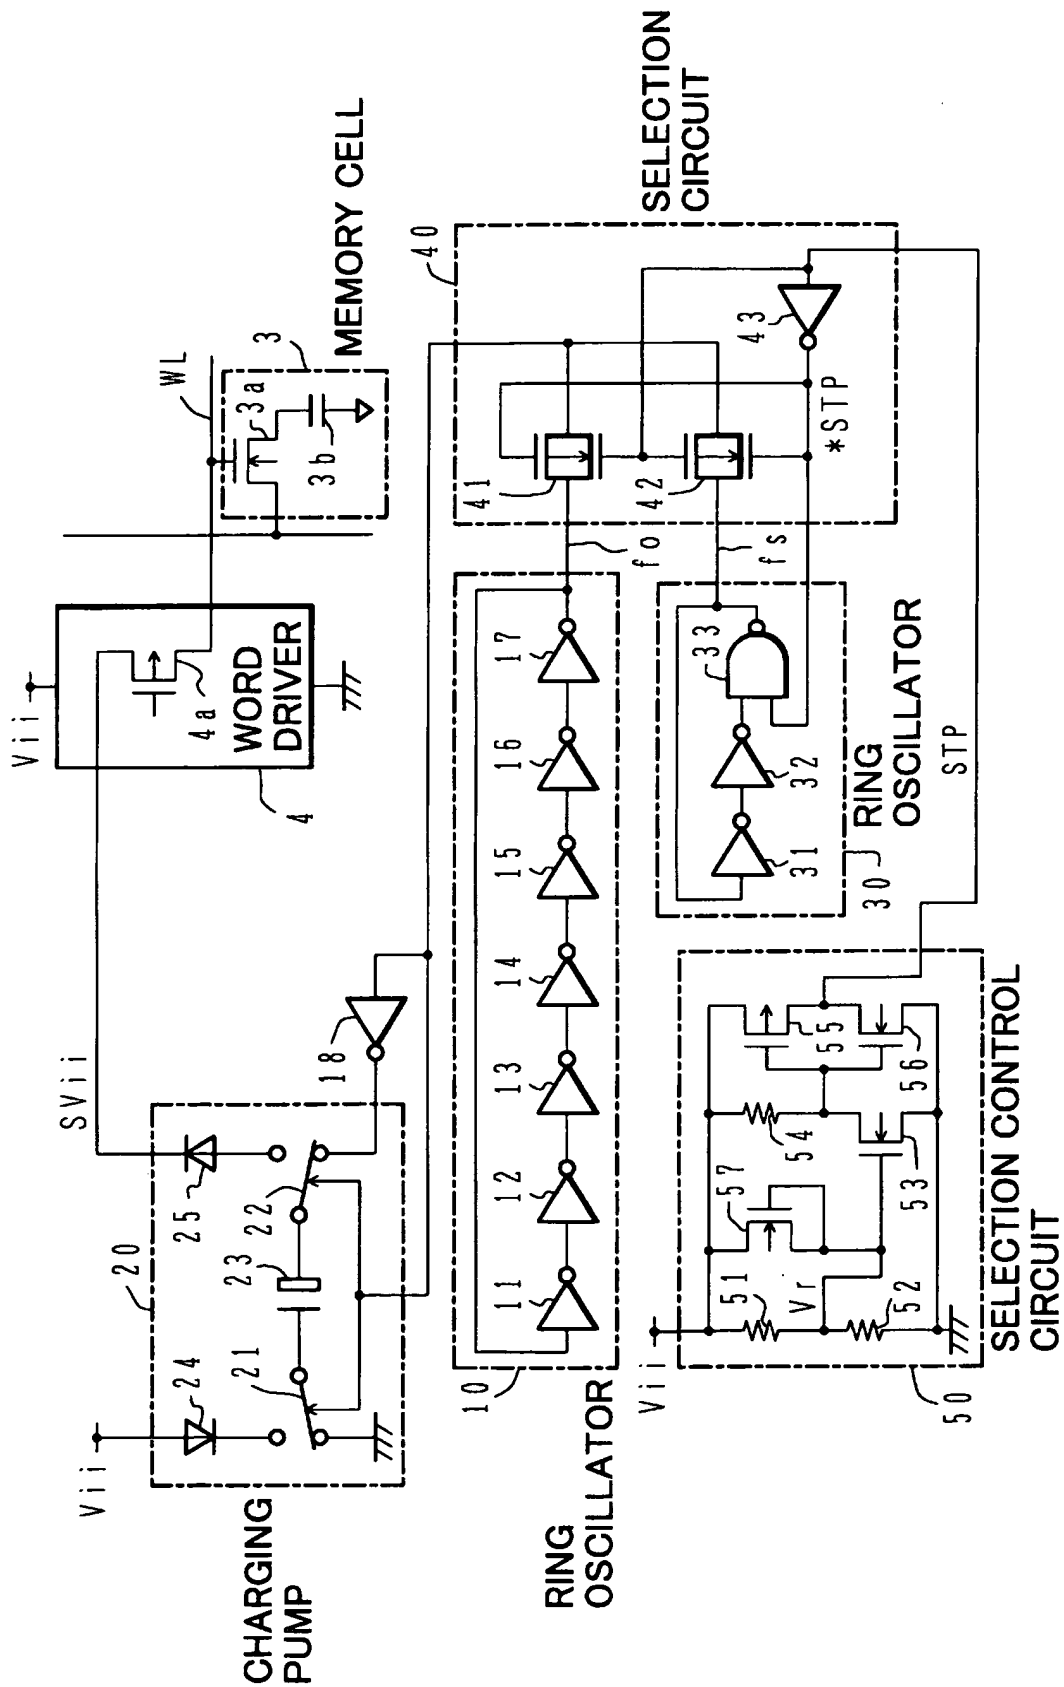 Vii
SVii
WL
20
24
25
21
22
23
CHARGING
PUMP
18
4
4a
WORD
DRIVER
Vii
3
3a
3b
MEMORY CELL
10
11
12
13
14
15
16
17
RING
OSCILLATOR
fo
fs
40
41
42
43
*STP
SELECTION
CIRCUIT
30
31
32
33
RING
OSCILLATOR
STP
Vii
50
51
52
Vr
57
54
53
55
56
SELECTION CONTROL
CIRCUIT